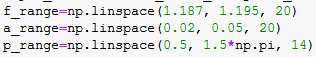 f_range=np.linspace(1.187, 1.195, 20)
a_range=np.linspace(0.02, 0.05, 20)
p_range=np.linspace(0.5, 1.5*np.pi, 14)